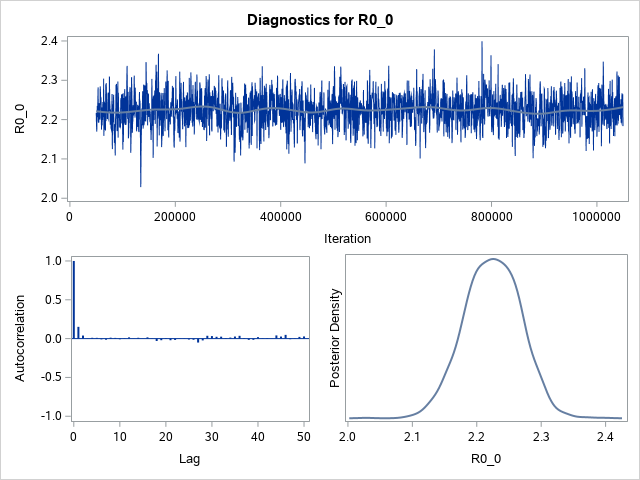 Diagnostics for R0_0
2.4
2.3
2.2
2.1
2.0
R0_0
0 200000 400000 600000 800000 1000000
Iteration
1.0
0.5
0.0
-0.5
-1.0
Autocorrelation
0 10 20 30 40 50
Lag
Posterior Density
2.0 2.1 2.2 2.3 2.4
R0_0